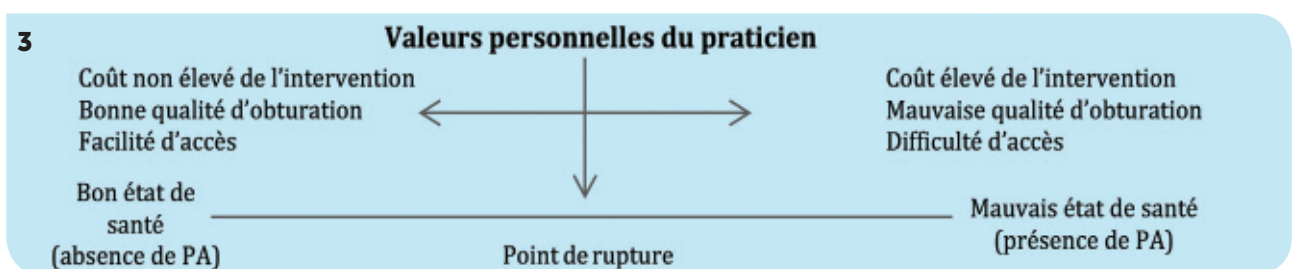 3
Valeurs personnelles du praticien
Coût non élevé de l'intervention
Bonne qualité d'obturation
Facilité d'accès
Coût élevé de l'intervention
Mauvaise qualité d'obturation
Difficulté d'accès
Bon état de
santé
(absence de PA)
Point de rupture
Mauvais état de santé
(présence de PA)